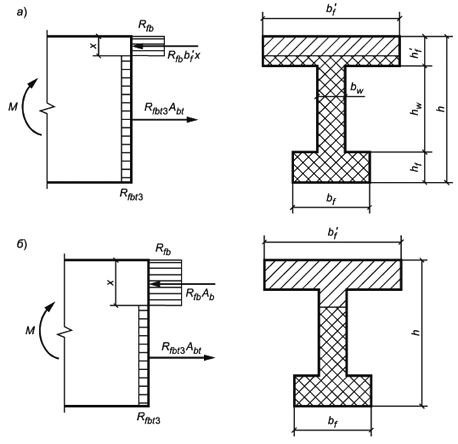 а)
R_fb
x
R_fb b'_f x
M
R_fbt3 A_bt
R_fbt3
b'_f
h'_f
b_w
h_w
h
h_f
b_f
б)
R_fb
x
R_fb A_b
M
R_fbt3 A_bt
R_fbt3
b'_f
h
b_f